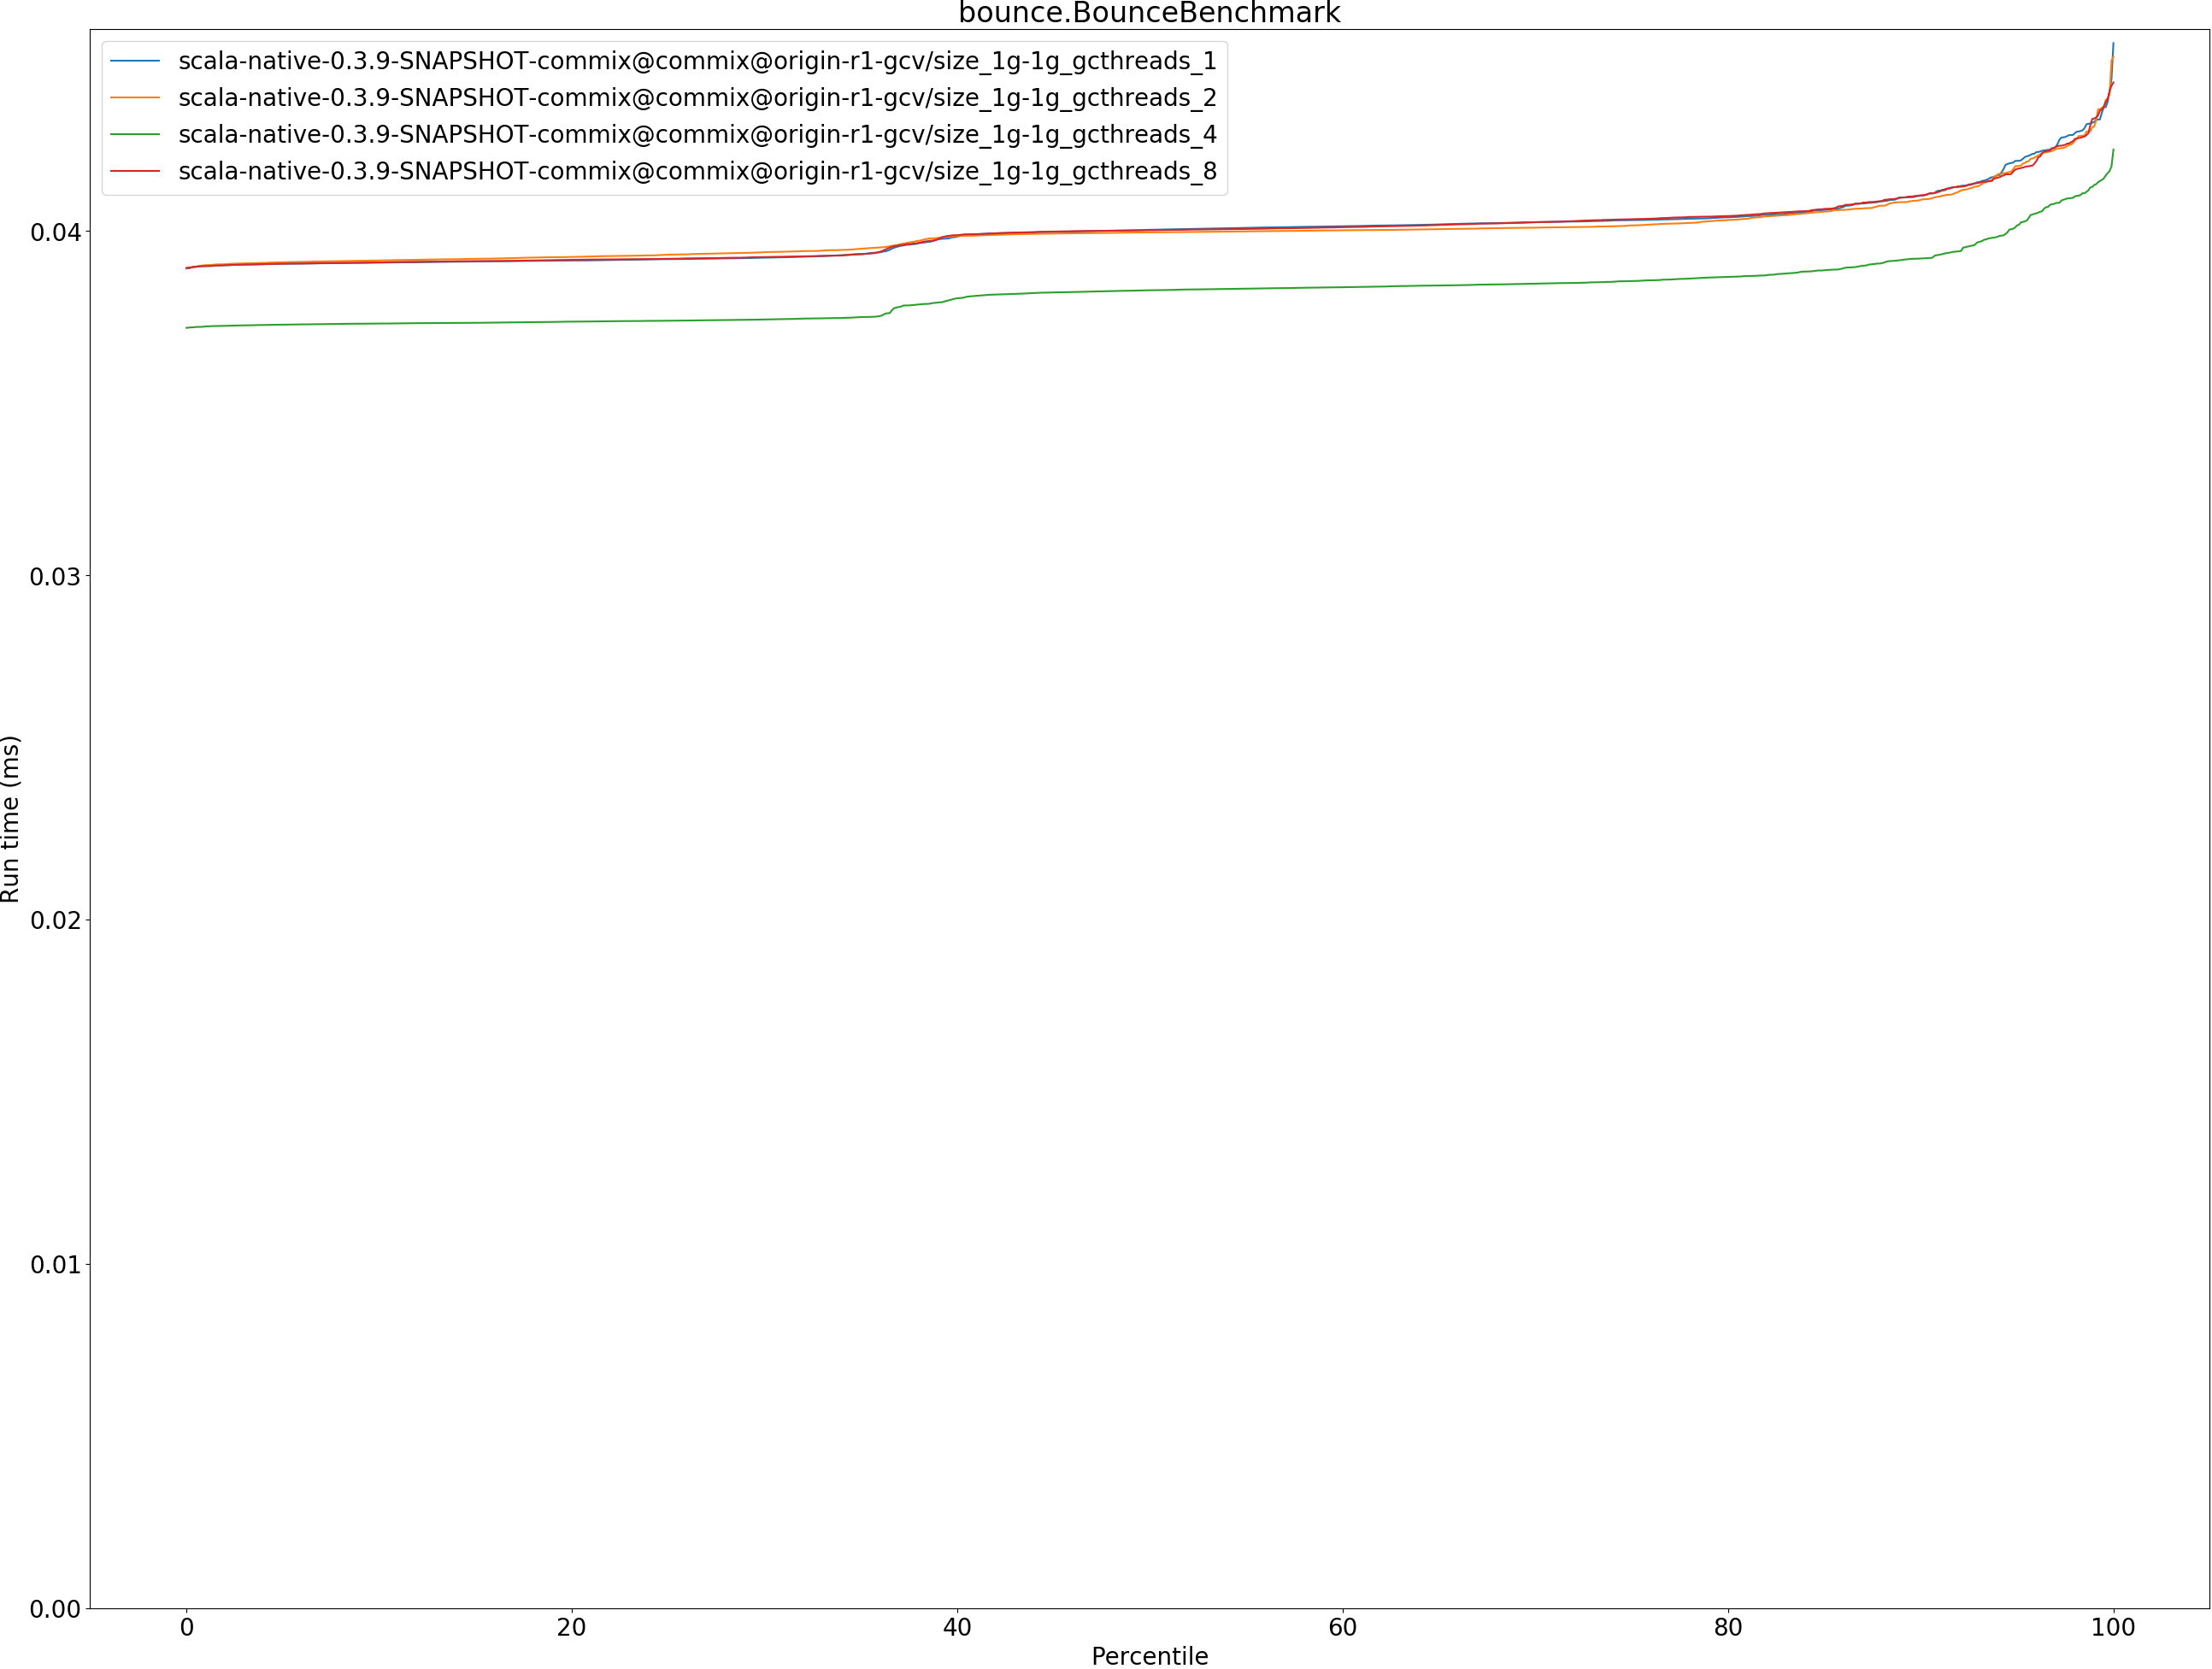 bounce.BounceBenchmark
scala-native-0.3.9-SNAPSHOT-commix@commix@origin-r1-gcv/size_1g-1g_gcthreads_1
scala-native-0.3.9-SNAPSHOT-commix@commix@origin-r1-gcv/size_1g-1g_gcthreads_2
scala-native-0.3.9-SNAPSHOT-commix@commix@origin-r1-gcv/size_1g-1g_gcthreads_4
scala-native-0.3.9-SNAPSHOT-commix@commix@origin-r1-gcv/size_1g-1g_gcthreads_8
0.04
0.03
0.02
0.01
0.00
Run time (ms)
0 20 40 60 80 100
Percentile